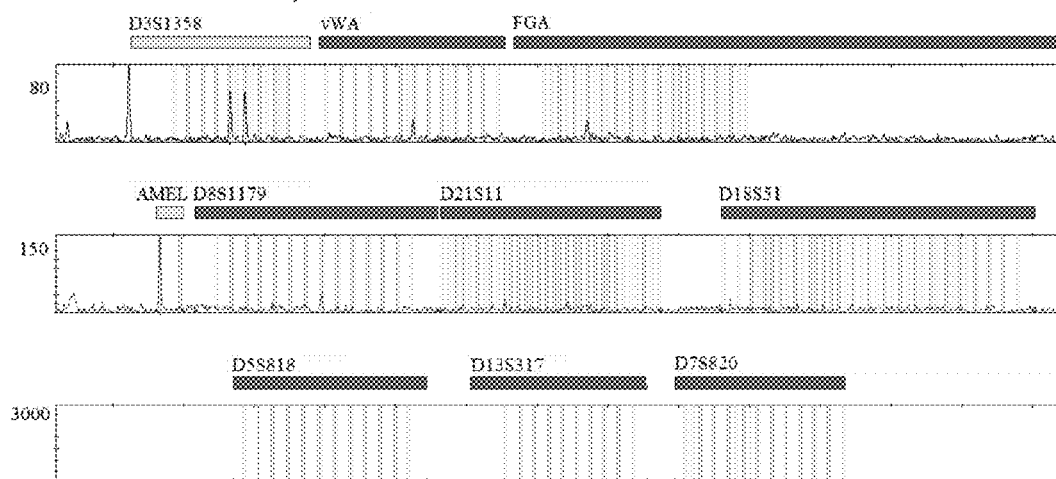 D3S1358 vWA FGA
80
AMEL D8S1179 D21S11 D18S51
150
D5S818 D13S317 D7S820
3000